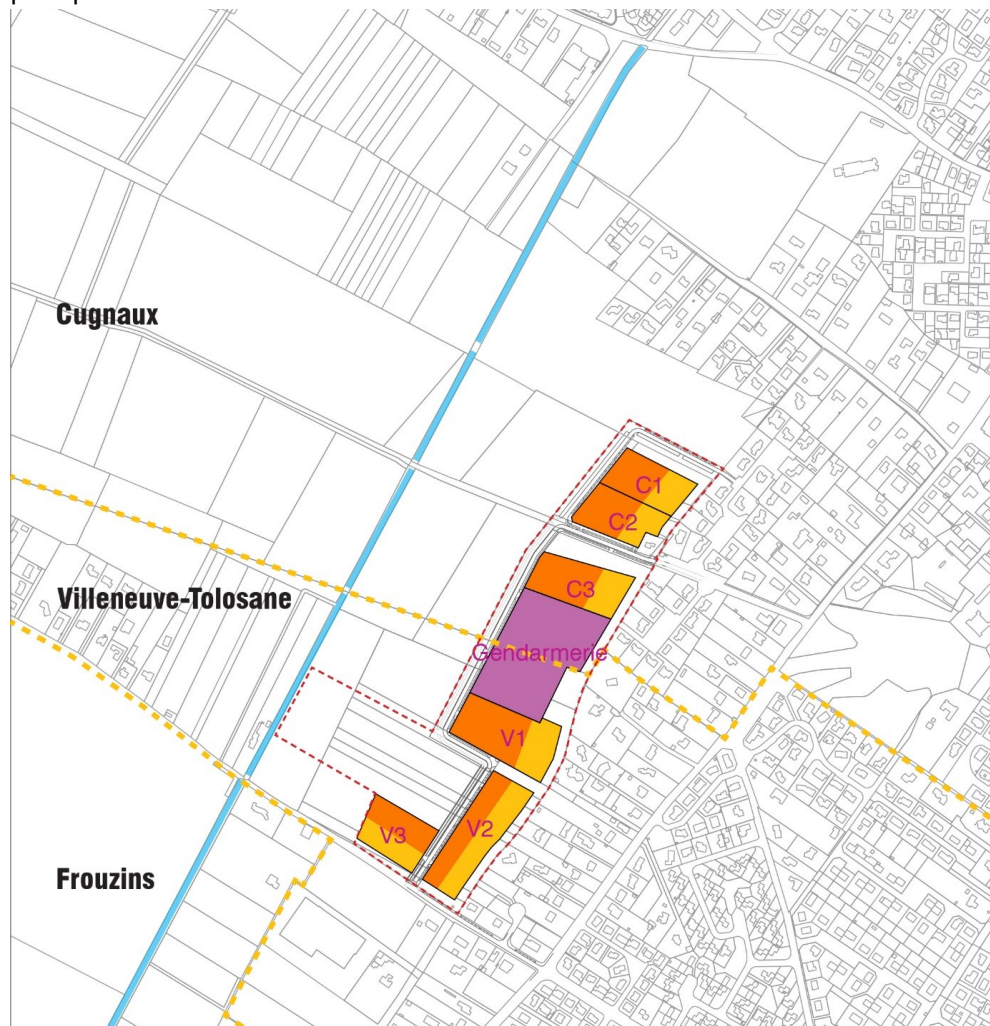 Cugnaux
C1
C2
C3
Villeneuve-Tolosane
Gendarmerie
V1
V2
V3
Frouzins